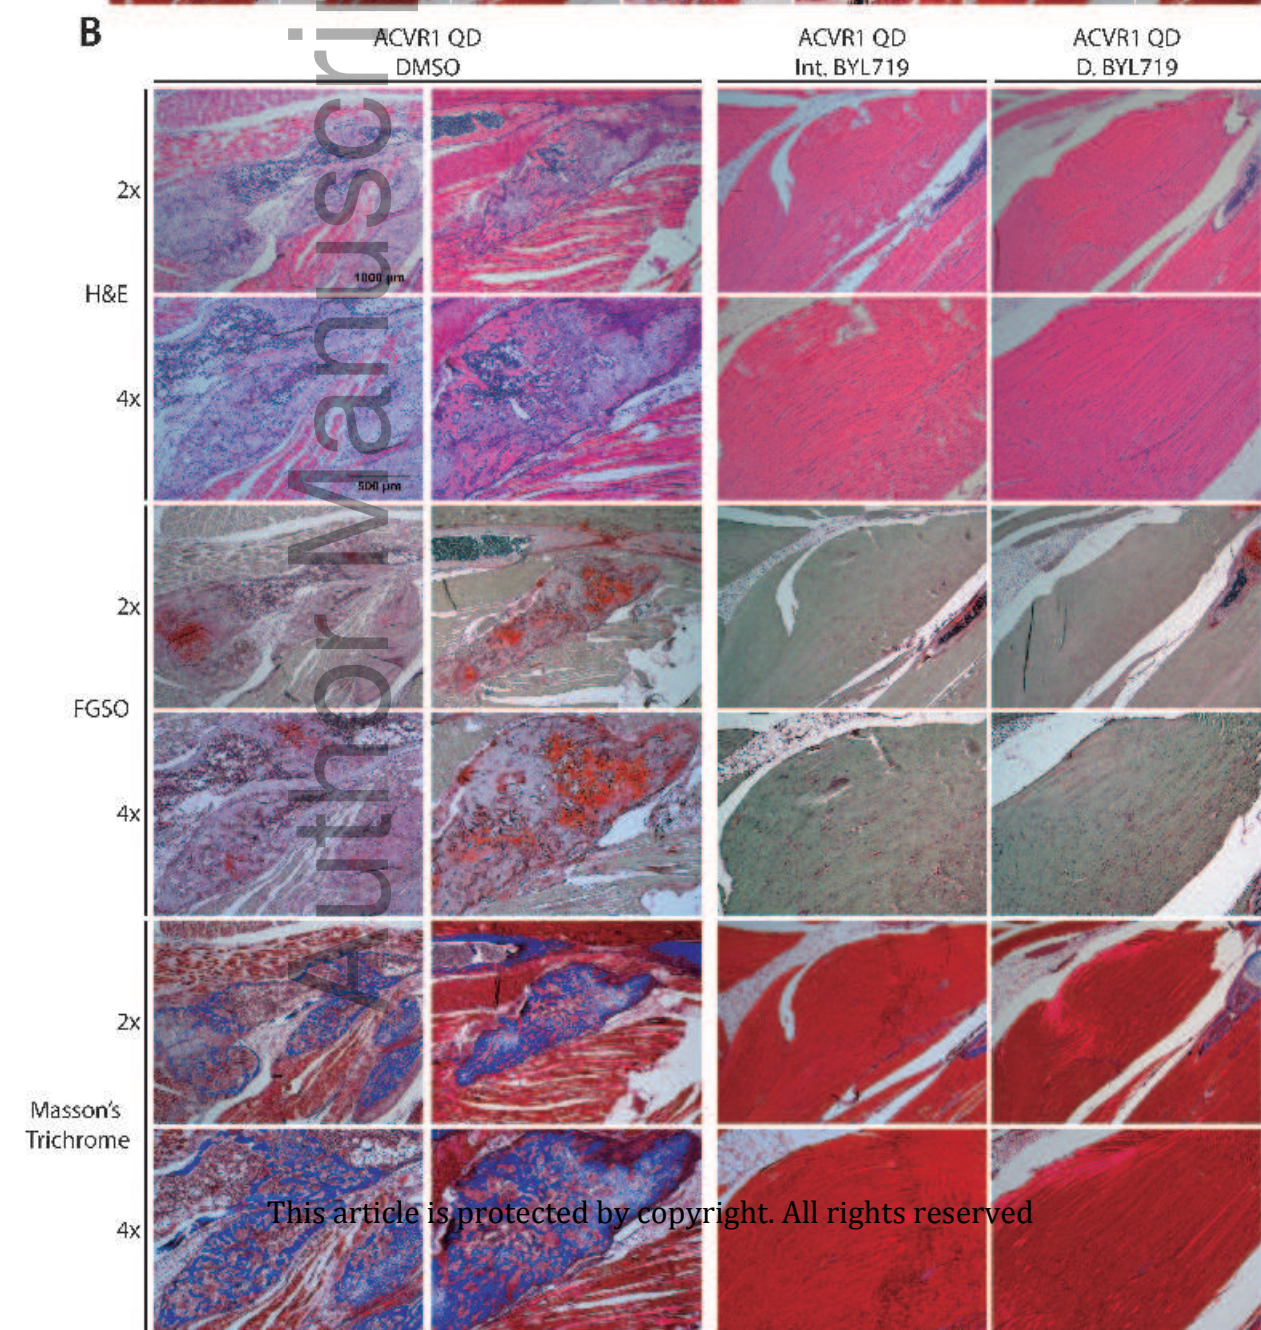 B
ACVR1 QD
DMSO
ACVR1 QD
Int. BYL719
ACVR1 QD
D. BYL719
H&E
2x
1000 µm
4x
500 µm
FGSO
2x
4x
Masson's
Trichrome
2x
4x
Author Manuscri
This article is protected by copyright. All rights reserved